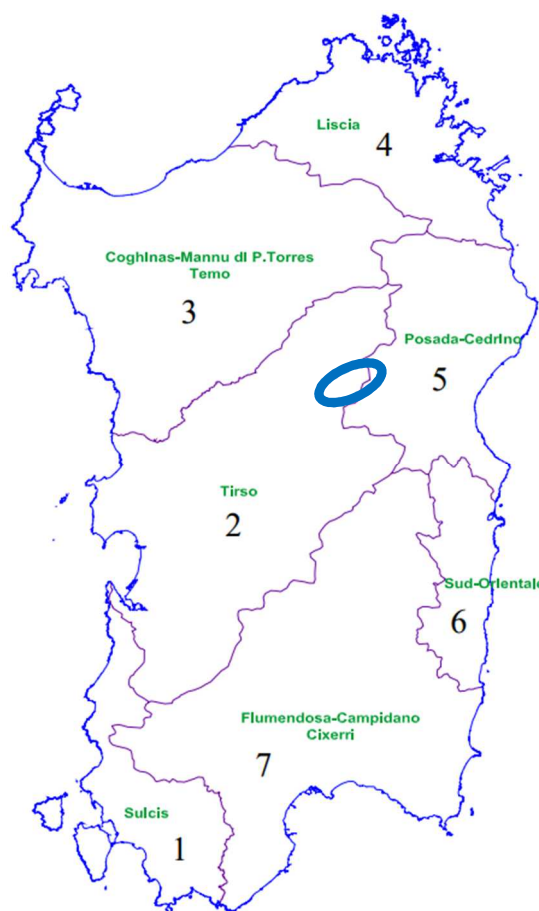 Liscia
4
CoghInas-Mannu dI P.Torres
Temo
3
Posada-CedrIno
5
Tirso
2
Sud-OrIentale
6
Flumendosa-Campidano
Cixerri
7
Sulcis
1